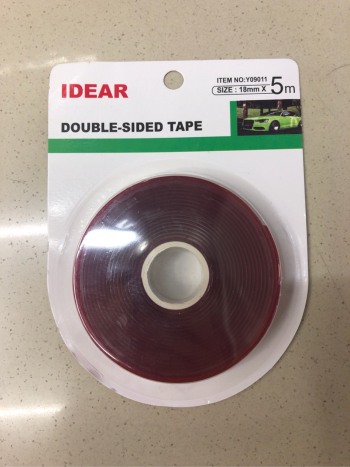 IDEAR
ITEM NO:Y09011
SIZE : 18mm X 5m
DOUBLE-SIDED TAPE